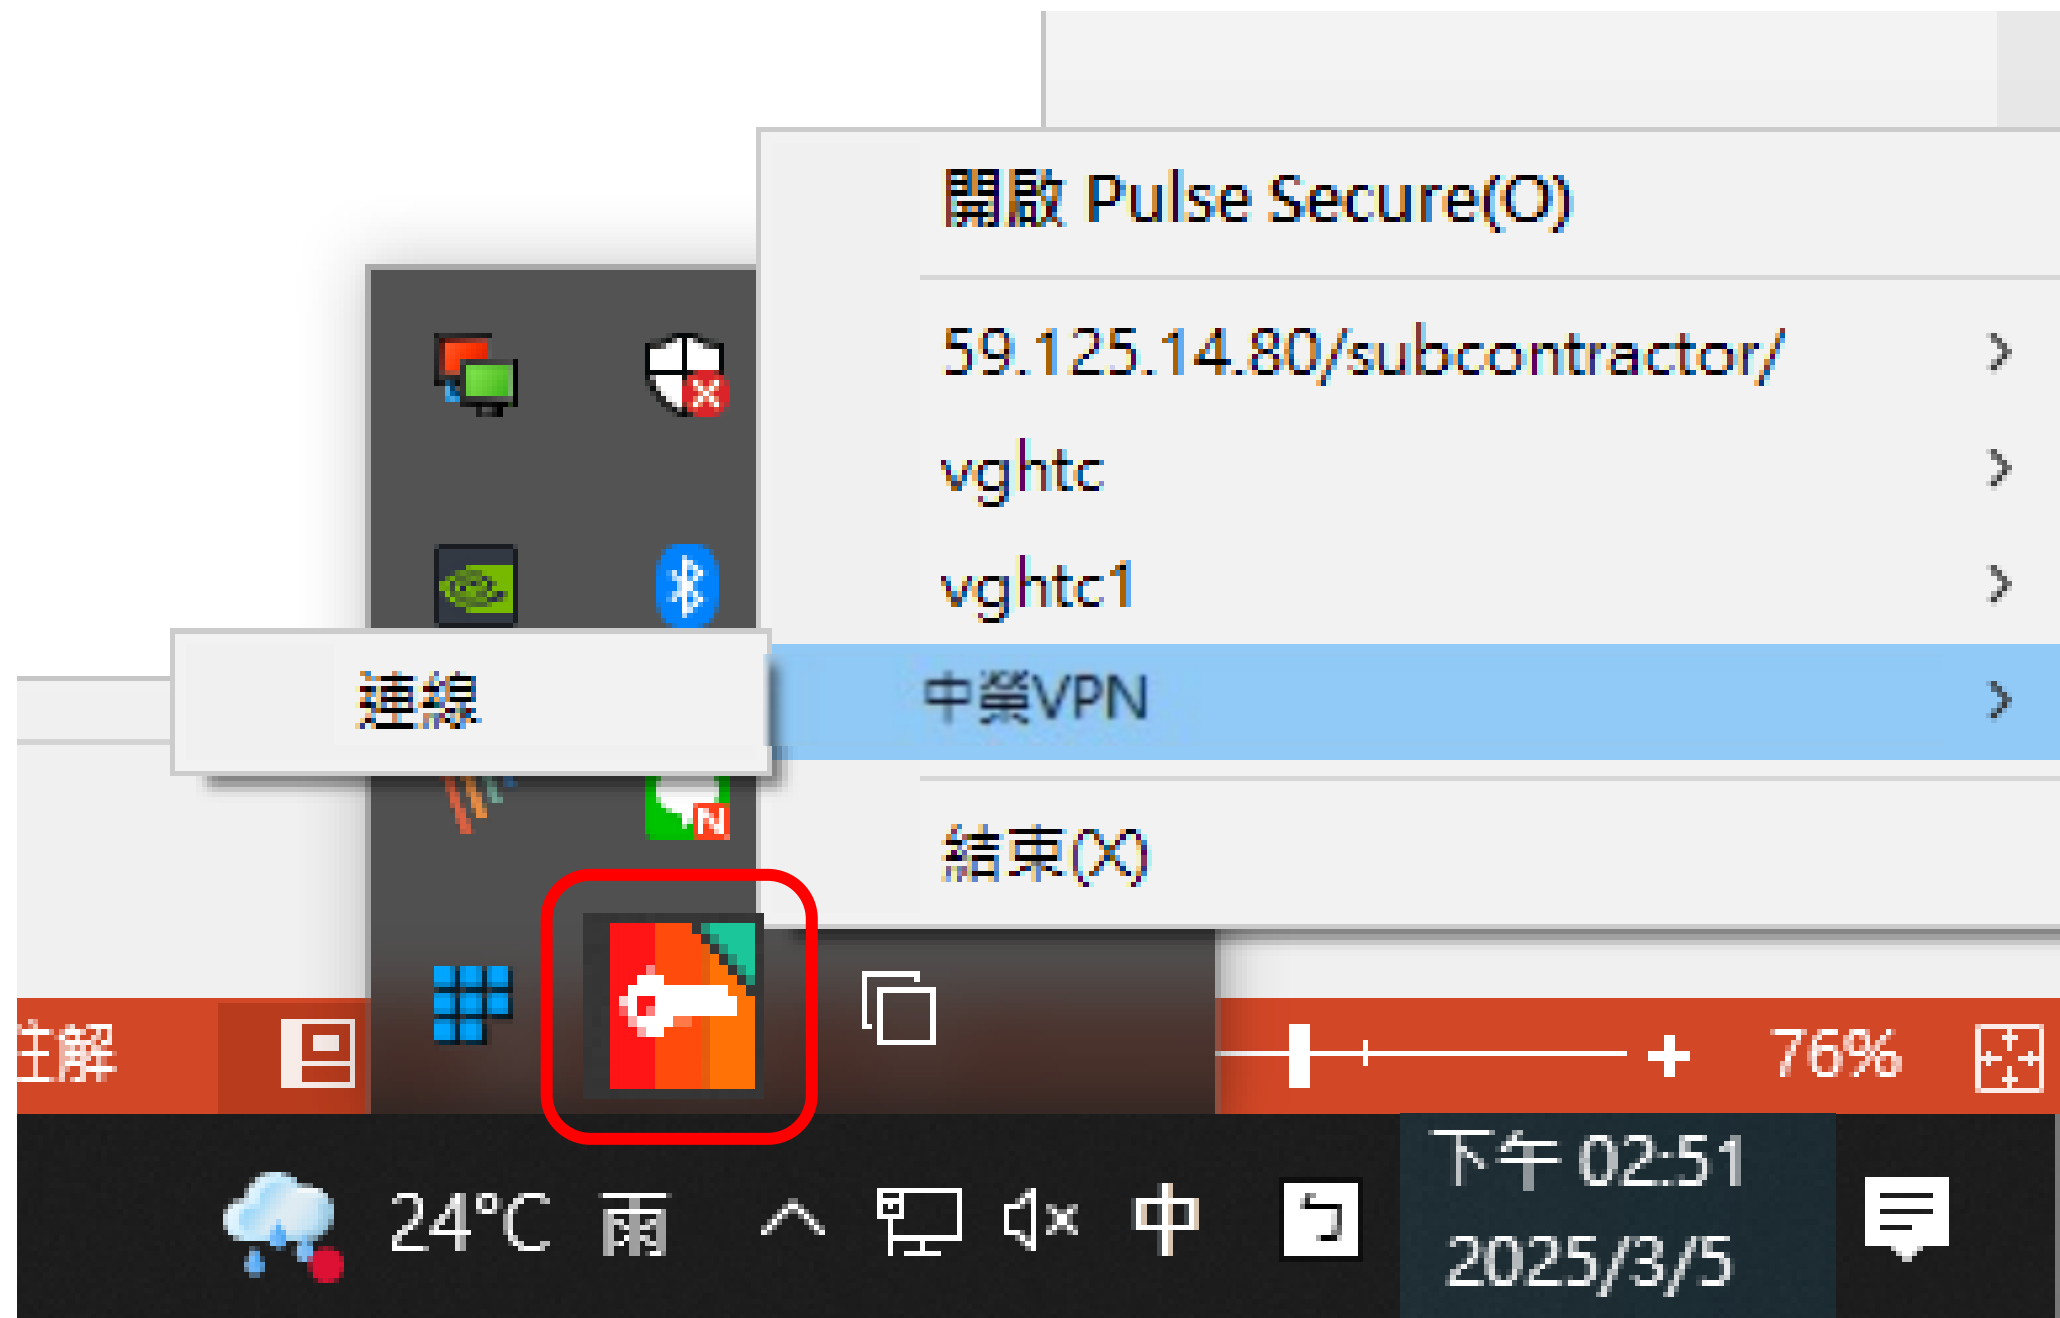 開啟 Pulse Secure(O)
59.125.14.80/subcontractor/
vghtc
vghtc1
連線
中榮VPN
結束(X)
註解
76%
24°C 雨
中
ㄅ
下午 02:51
2025/3/5